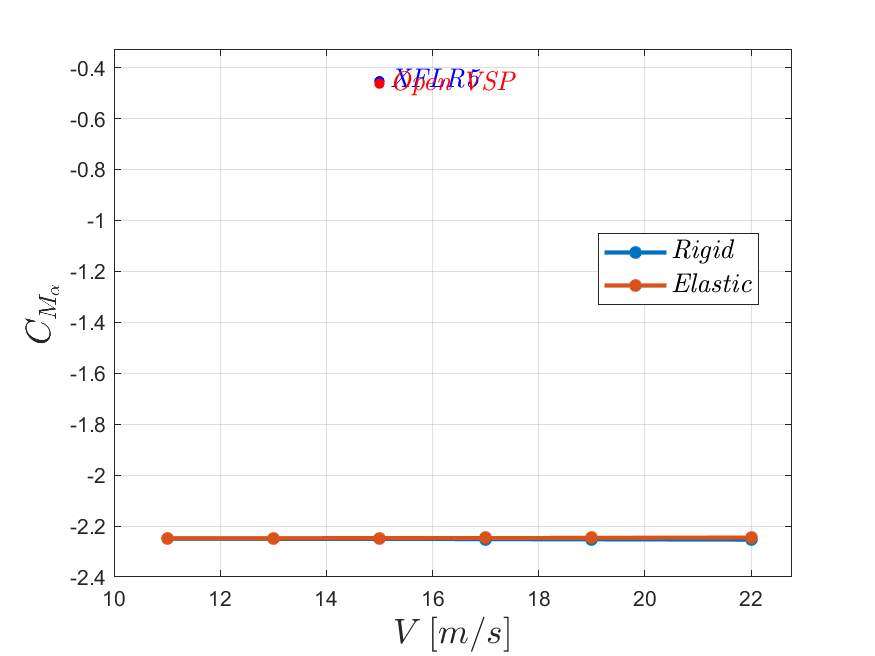 -0.4
XFLR5
Open VSP
-0.6
-0.8
-1
Rigid
-1.2
Elastic
C_{M_α}
-1.4
-1.6
-1.8
-2
-2.2
-2.4
10 12 14 16 18 20 22
V [m/s]